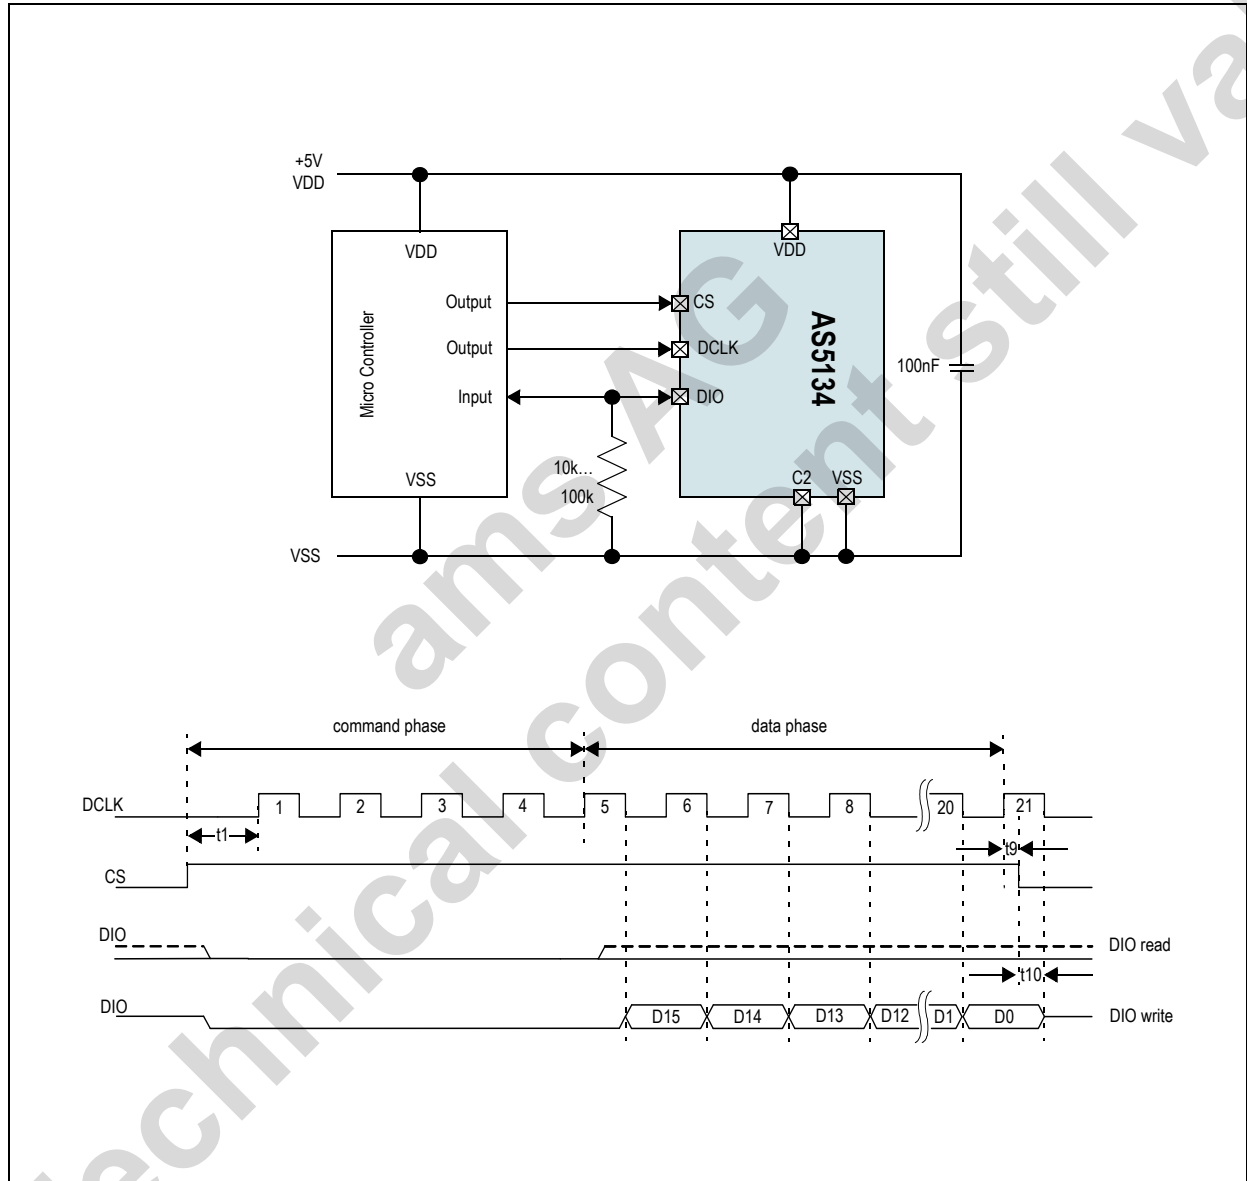 +5V
VDD
VDD
VDD
Output
CS
Output
DCLK
Input
DIO
Micro Controller
AS5134
100nF
10k...
100k
VSS
C2
VSS
VSS
ams AG
technical content still va
command phase
data phase
DCLK
1
2
3
4
5
6
7
8
20
21
t1
t9
CS
DIO
DIO read
t10
DIO
D15
D14
D13
D12
D1
D0
DIO write